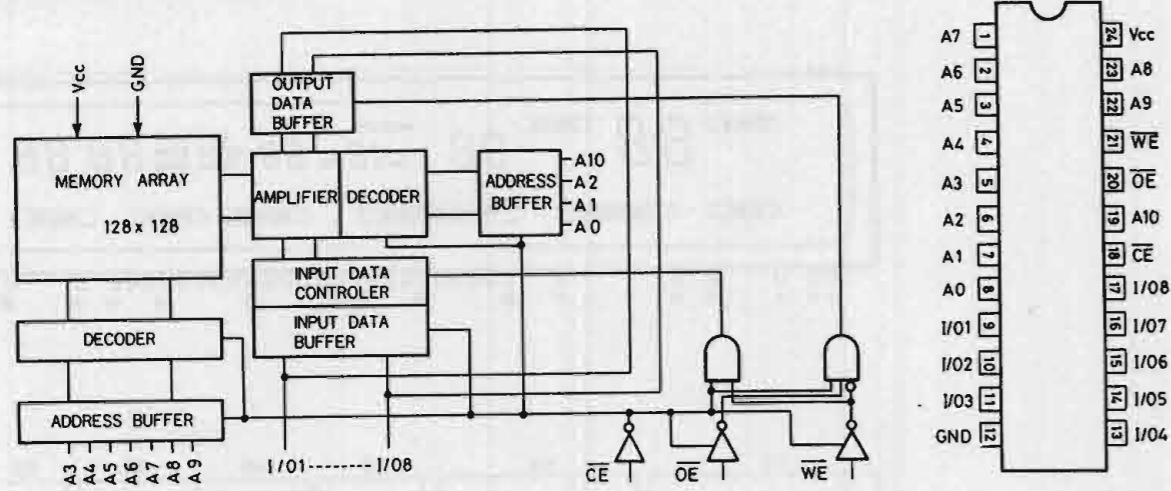 Vcc
GND
OUTPUT
DATA
BUFFER
MEMORY ARRAY
128 x 128
AMPLIFIER
DECODER
ADDRESS
BUFFER
A10
A2
A1
A0
INPUT DATA
CONTROLER
INPUT DATA
BUFFER
DECODER
ADDRESS BUFFER
A3
A4
A5
A6
A7
A8
A9
I/01--------I/08
CE
OE
WE
A7 1
24 Vcc
A6 2
23 A8
A5 3
22 A9
A4 4
21 WE
A3 5
20 OE
A2 6
19 A10
A1 7
18 CE
A0 8
17 I/08
I/01 9
16 I/07
I/02 10
15 I/06
I/03 11
14 I/05
GND 12
13 I/04